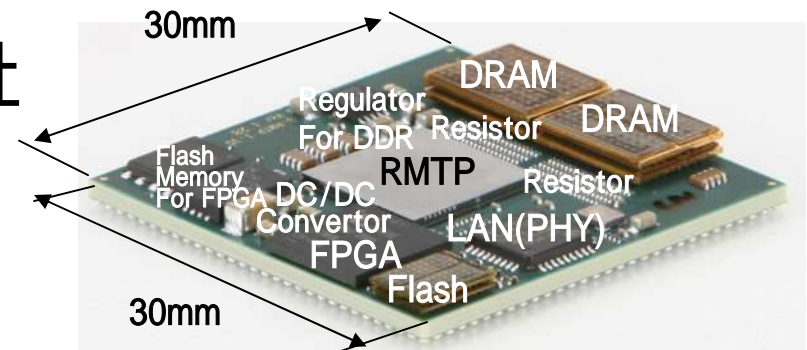 30mm
社
DRAM
DRAM
Regulator
For DDR
Resistor
Flash
Memory
For FPGA
RMTP
Resistor
DC/DC
Convertor
LAN(PHY)
FPGA
Flash
30mm